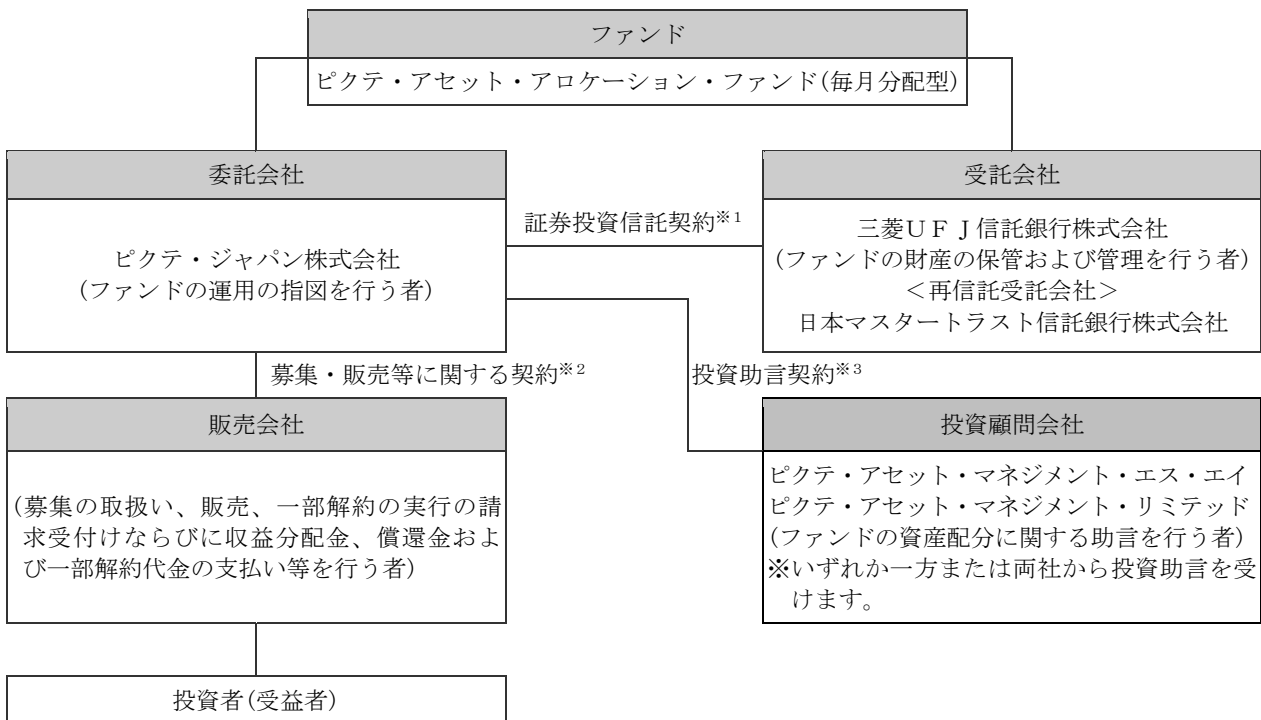 ファンド
ピクテ・アセット・アロケーション・ファンド(毎月分配型)
委託会社
ピクテ・ジャパン株式会社
(ファンドの運用の指図を行う者)
証券投資信託契約※1
受託会社
三菱UFJ信託銀行株式会社
(ファンドの財産の保管および管理を行う者)
<再信託受託会社>
日本マスタートラスト信託銀行株式会社
募集・販売等に関する契約※2
投資助言契約※3
販売会社
(募集の取扱い、販売、一部解約の実行の請
求受付けならびに収益分配金、償還金およ
び一部解約代金の支払い等を行う者)
投資顧問会社
ピクテ・アセット・マネジメント・エス・エイ
ピクテ・アセット・マネジメント・リミテッド
(ファンドの資産配分に関する助言を行う者)
※いずれか一方または両社から投資助言を受
けます。
投資者(受益者)